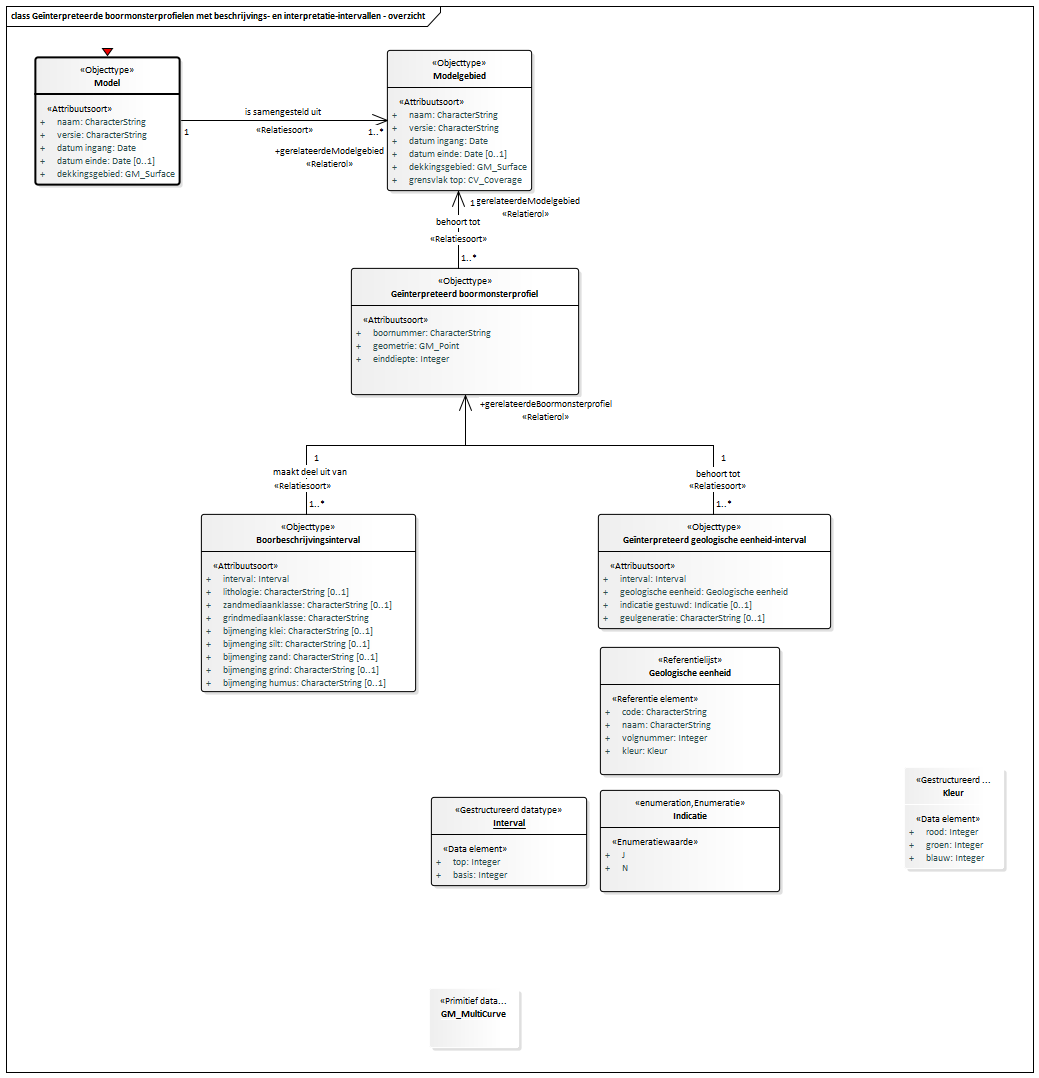 class Geïnterpreteerde boormonsterprofielen met beschrijvings- en interpretatie-intervallen - overzicht
«Objecttype»
Model
«Attribuutsoort»
+ naam: CharacterString
+ versie: CharacterString
+ datum ingang: Date
+ datum einde: Date [0..1]
+ dekkingsgebied: GM_Surface
is samengesteld uit
1
«Relatiesoort»
1..*
+gerelateerdeModelgebied
«Relatierol»
«Objecttype»
Modelgebied
«Attribuutsoort»
+ naam: CharacterString
+ versie: CharacterString
+ datum ingang: Date
+ datum einde: Date [0..1]
+ dekkingsgebied: GM_Surface
+ grensvlak top: CV_Coverage
1 gerelateerdeModelgebied
«Relatierol»
behoort tot
«Relatiesoort»
1..*
«Objecttype»
Geïnterpreteerd boormonsterprofiel
«Attribuutsoort»
+ boornummer: CharacterString
+ geometrie: GM_Point
+ einddiepte: Integer
+gerelateerdeBoormonsterprofiel
«Relatierol»
1
maakt deel uit van
«Relatiesoort»
1..*
1
behoort tot
«Relatiesoort»
1..*
«Objecttype»
Boorbeschrijvingsinterval
«Attribuutsoort»
+ interval: Interval
+ lithologie: CharacterString [0..1]
+ zandmediaanklasse: CharacterString [0..1]
+ grindmediaanklasse: CharacterString
+ bijmenging klei: CharacterString [0..1]
+ bijmenging silt: CharacterString [0..1]
+ bijmenging zand: CharacterString [0..1]
+ bijmenging grind: CharacterString [0..1]
+ bijmenging humus: CharacterString [0..1]
«Objecttype»
Geïnterpreteerd geologische eenheid-interval
«Attribuutsoort»
+ interval: Interval
+ geologische eenheid: Geologische eenheid
+ indicatie gestuwd: Indicatie [0..1]
+ geulgeneratie: CharacterString [0..1]
«Referentielijst»
Geologische eenheid
«Referentie element»
+ code: CharacterString
+ naam: CharacterString
+ volgnummer: Integer
+ kleur: Kleur
«Gestructureerd ...
Kleur
«Data element»
+ rood: Integer
+ groen: Integer
+ blauw: Integer
«Gestructureerd datatype»
Interval
«Data element»
+ top: Integer
+ basis: Integer
«enumeration,Enumeratie»
Indicatie
«Enumeratiewaarde»
+ J
+ N
«Primitief data...
GM_MultiCurve